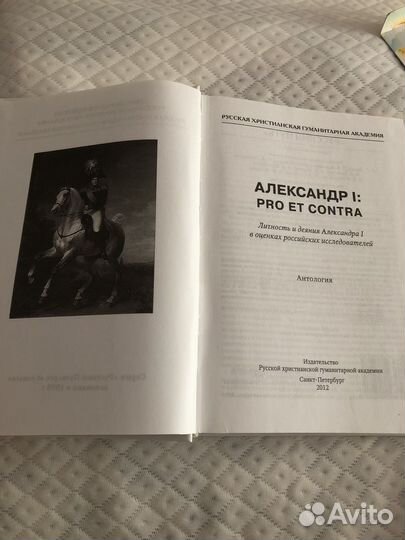 РУССКАЯ ХРИСТИАНСКАЯ ГУМАНИТАРНАЯ АКАДЕМИЯ
АЛЕКСАНДР I:
PRO ET CONTRA
Личность и деяния Александра I
в оценках российских исследователей
Антология
Издательство
Русской христианской гуманитарной академии
Санкт-Петербург
2012
Avito